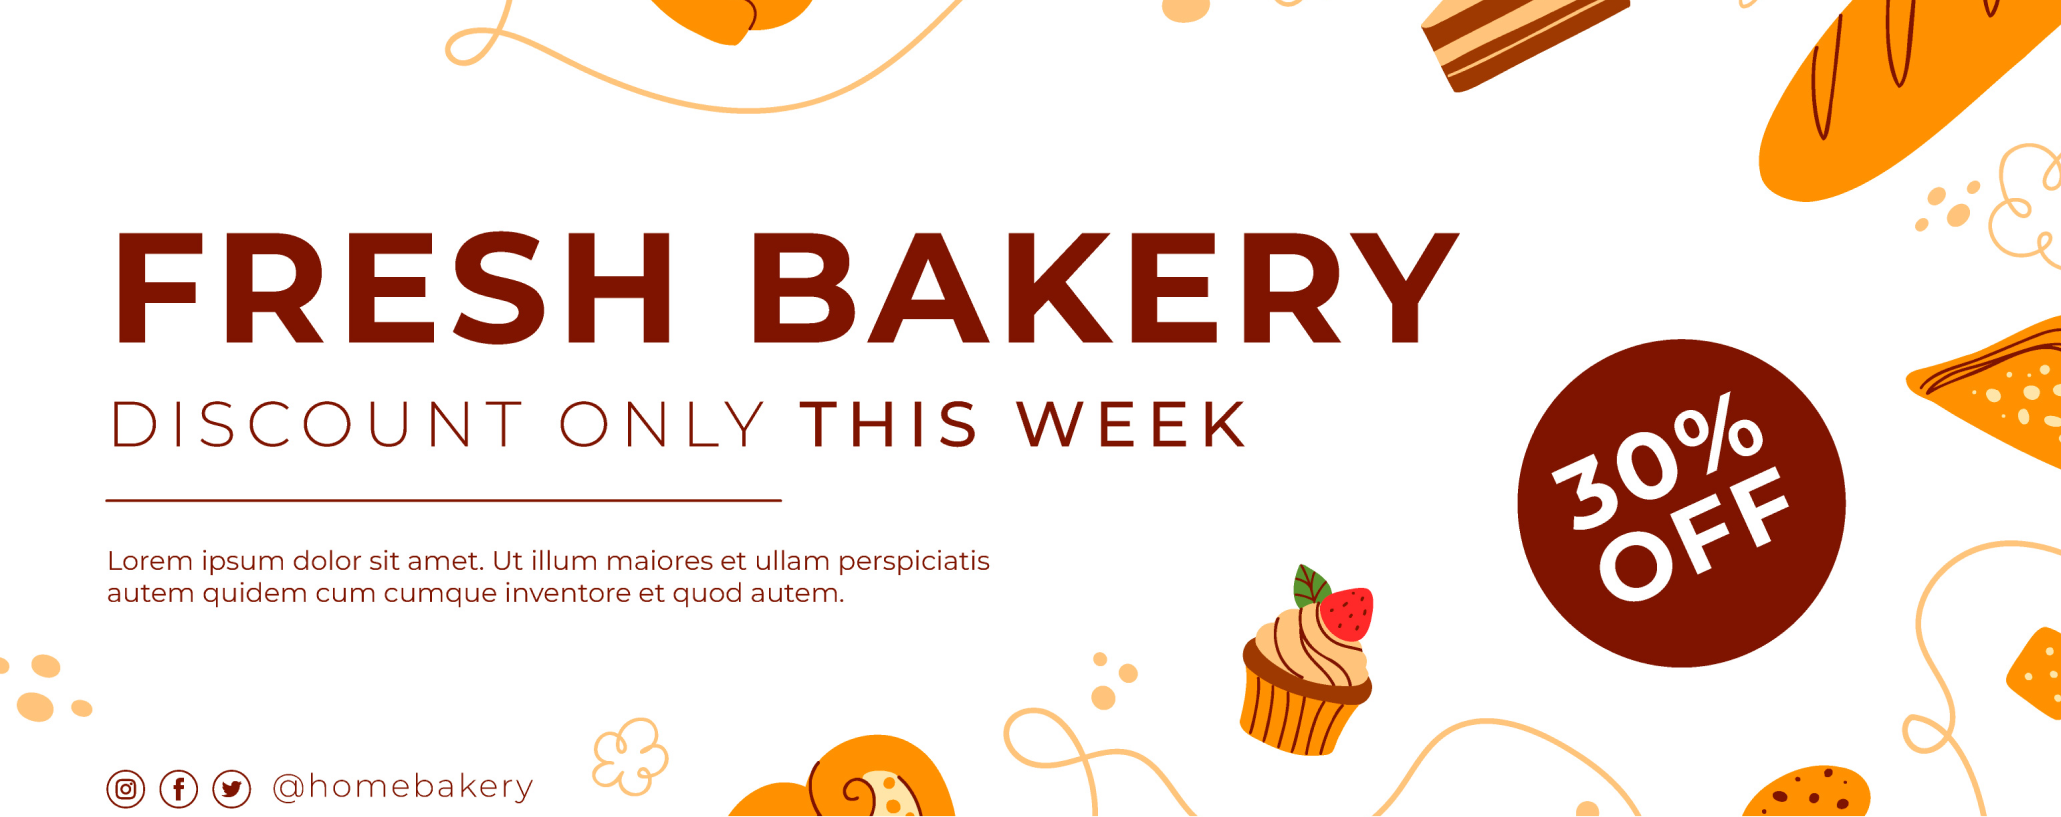 FRESH BAKERY
DISCOUNT ONLY THIS WEEK
30%
OFF
Lorem ipsum dolor sit amet. Ut illum maiores et ullam perspiciatis
autem quidem cum cumque inventore et quod autem.
@homebakery